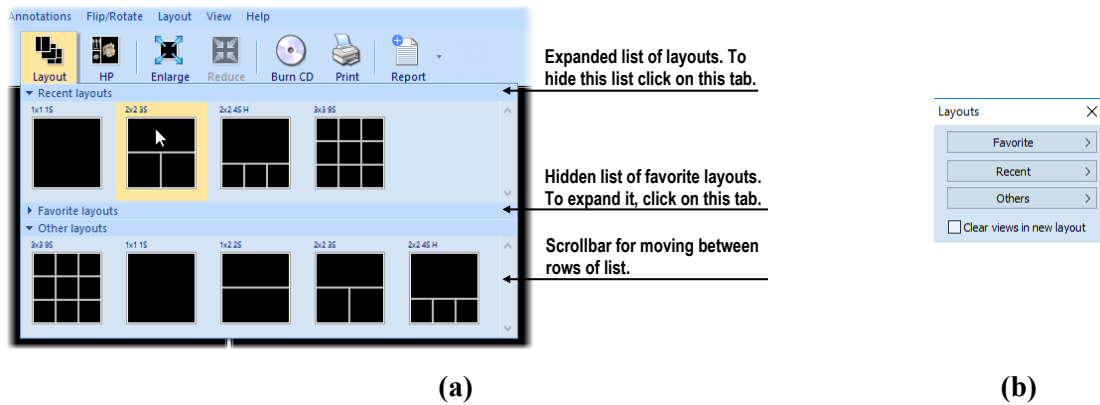 Annotations Flip/Rotate Layout View Help
Layout HP Enlarge Reduce Burn CD Print Report
Recent layouts
1x1 1S 2x2 3S 2x2 4S H 3x3 9S
Favorite layouts
Other layouts
3x3 9S 1x1 1S 1x2 2S 2x2 3S 2x2 4S H
Expanded list of layouts. To
hide this list click on this tab.
Hidden list of favorite layouts.
To expand it, click on this tab.
Scrollbar for moving between
rows of list.
Layouts
Favorite
Recent
Others
Clear views in new layout
(a)
(b)